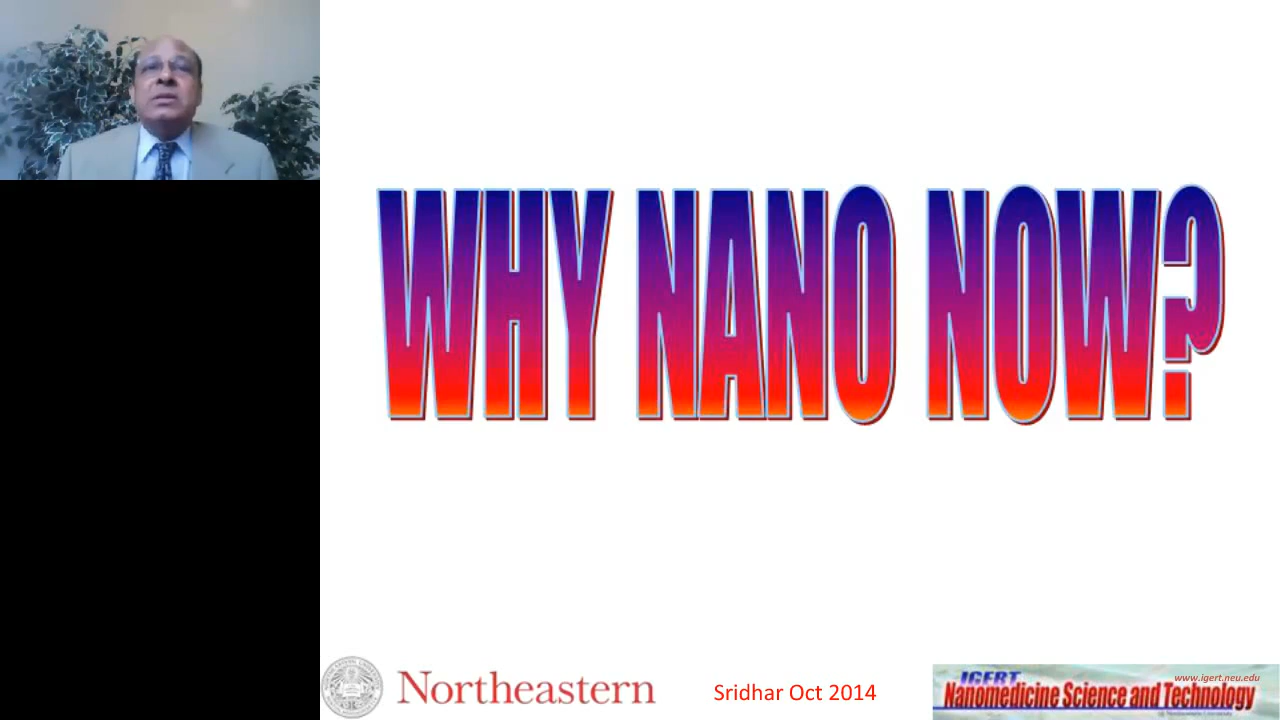 WHY NANO NOW?
Northeastern
Sridhar Oct 2014
www.igert.neu.edu
IGERT
Nanomedicine Science and Technology